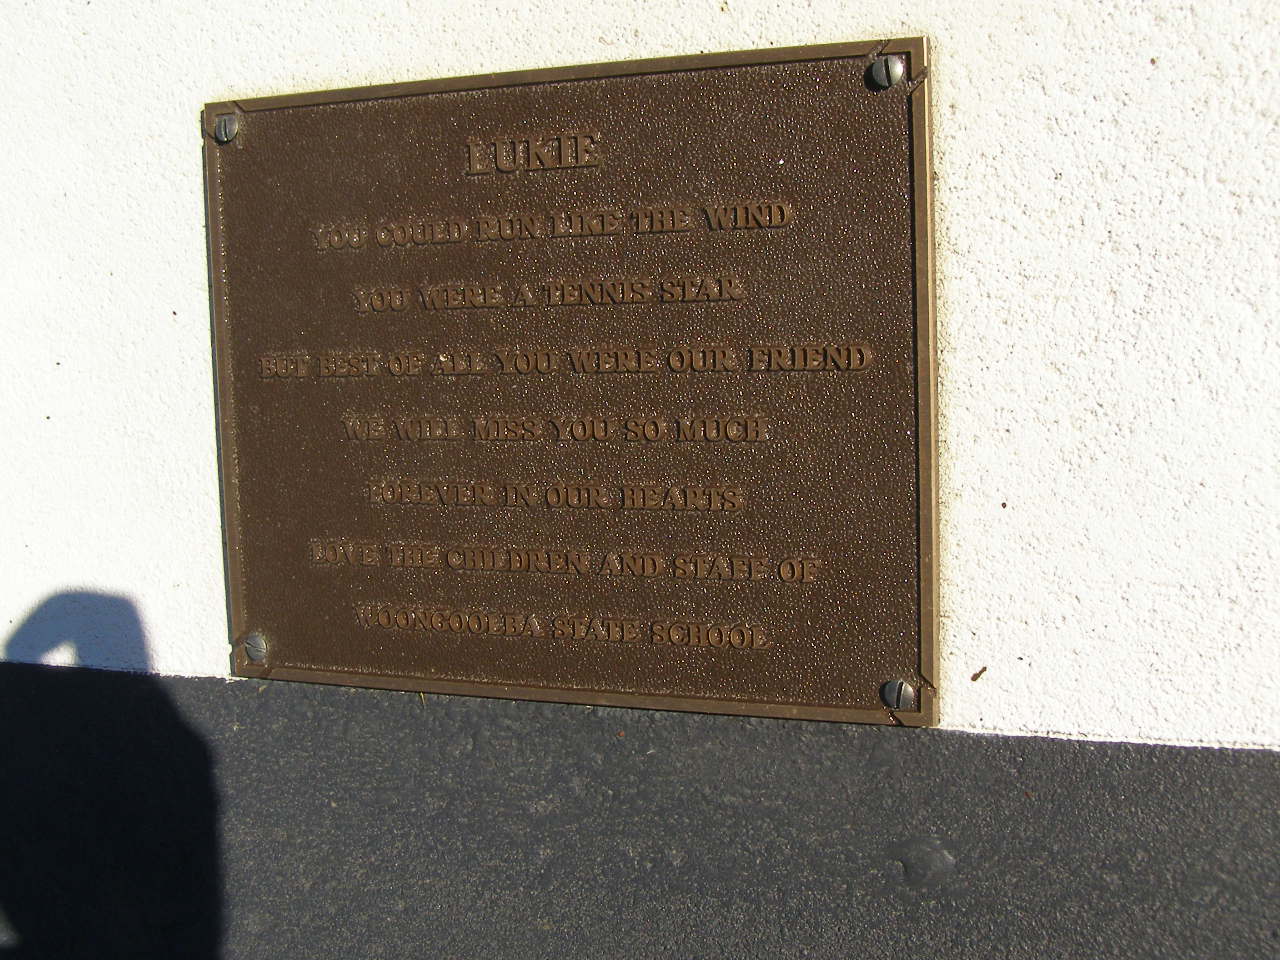 LUKIE
YOU COULD RUN LIKE THE WIND
YOU WERE A TENNIS STAR
BUT BEST OF ALL YOU WERE OUR FRIEND
WE WILL MISS YOU SO MUCH
FOREVER IN OUR HEARTS
LOVE THE CHILDREN AND STAFF OF
WOONGOOLBA STATE SCHOOL